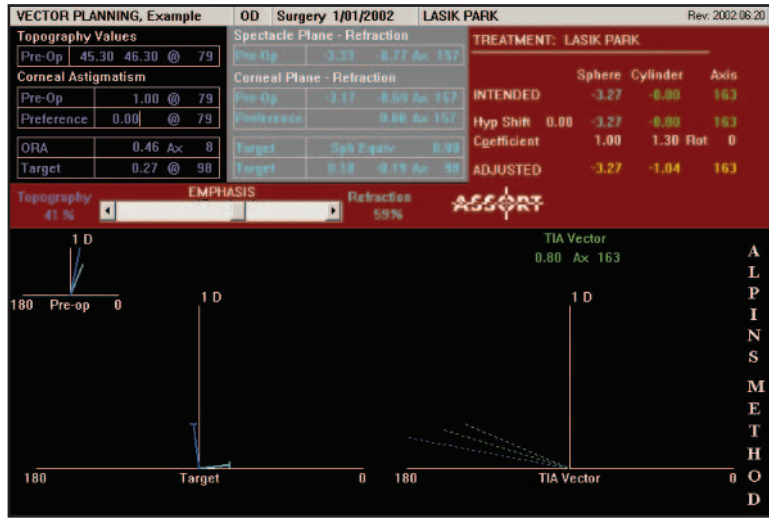 VECTOR PLANNING, Example OD Surgery 1/01/2002 LASIK PARK Rev: 2002.06.20
Topography Values
Pre-Op 45.30 46.30 @ 79
Corneal Astigmatism
Pre-Op 1.00 @ 79
Preference 0.00 @ 79
ORA 0.46 Ax 8
Target 0.27 @ 98
Spectacle Plane - Refraction
Pre-Op -3.33 -0.77 Ax 157
Corneal Plane - Refraction
Pre-Op -3.17 -0.69 Ax 157
Preference 0.00 Ax 157
Target Sph Equiv 0.00
Target 0.10 -0.19 Ax 98
TREATMENT: LASIK PARK
Sphere Cylinder Axis
INTENDED -3.27 -0.80 163
Hyp Shift 0.00 -3.27 -0.80 163
Coefficient 1.00 1.30 Rot 0
ADJUSTED -3.27 -1.04 163
Topography EMPHASIS Refraction
41 % 59%
ASSORT
1 D
180 Pre-op 0
1 D
180 Target 0
TIA Vector
0.80 Ax 163
1 D
180 TIA Vector 0
ALPINS METHOD